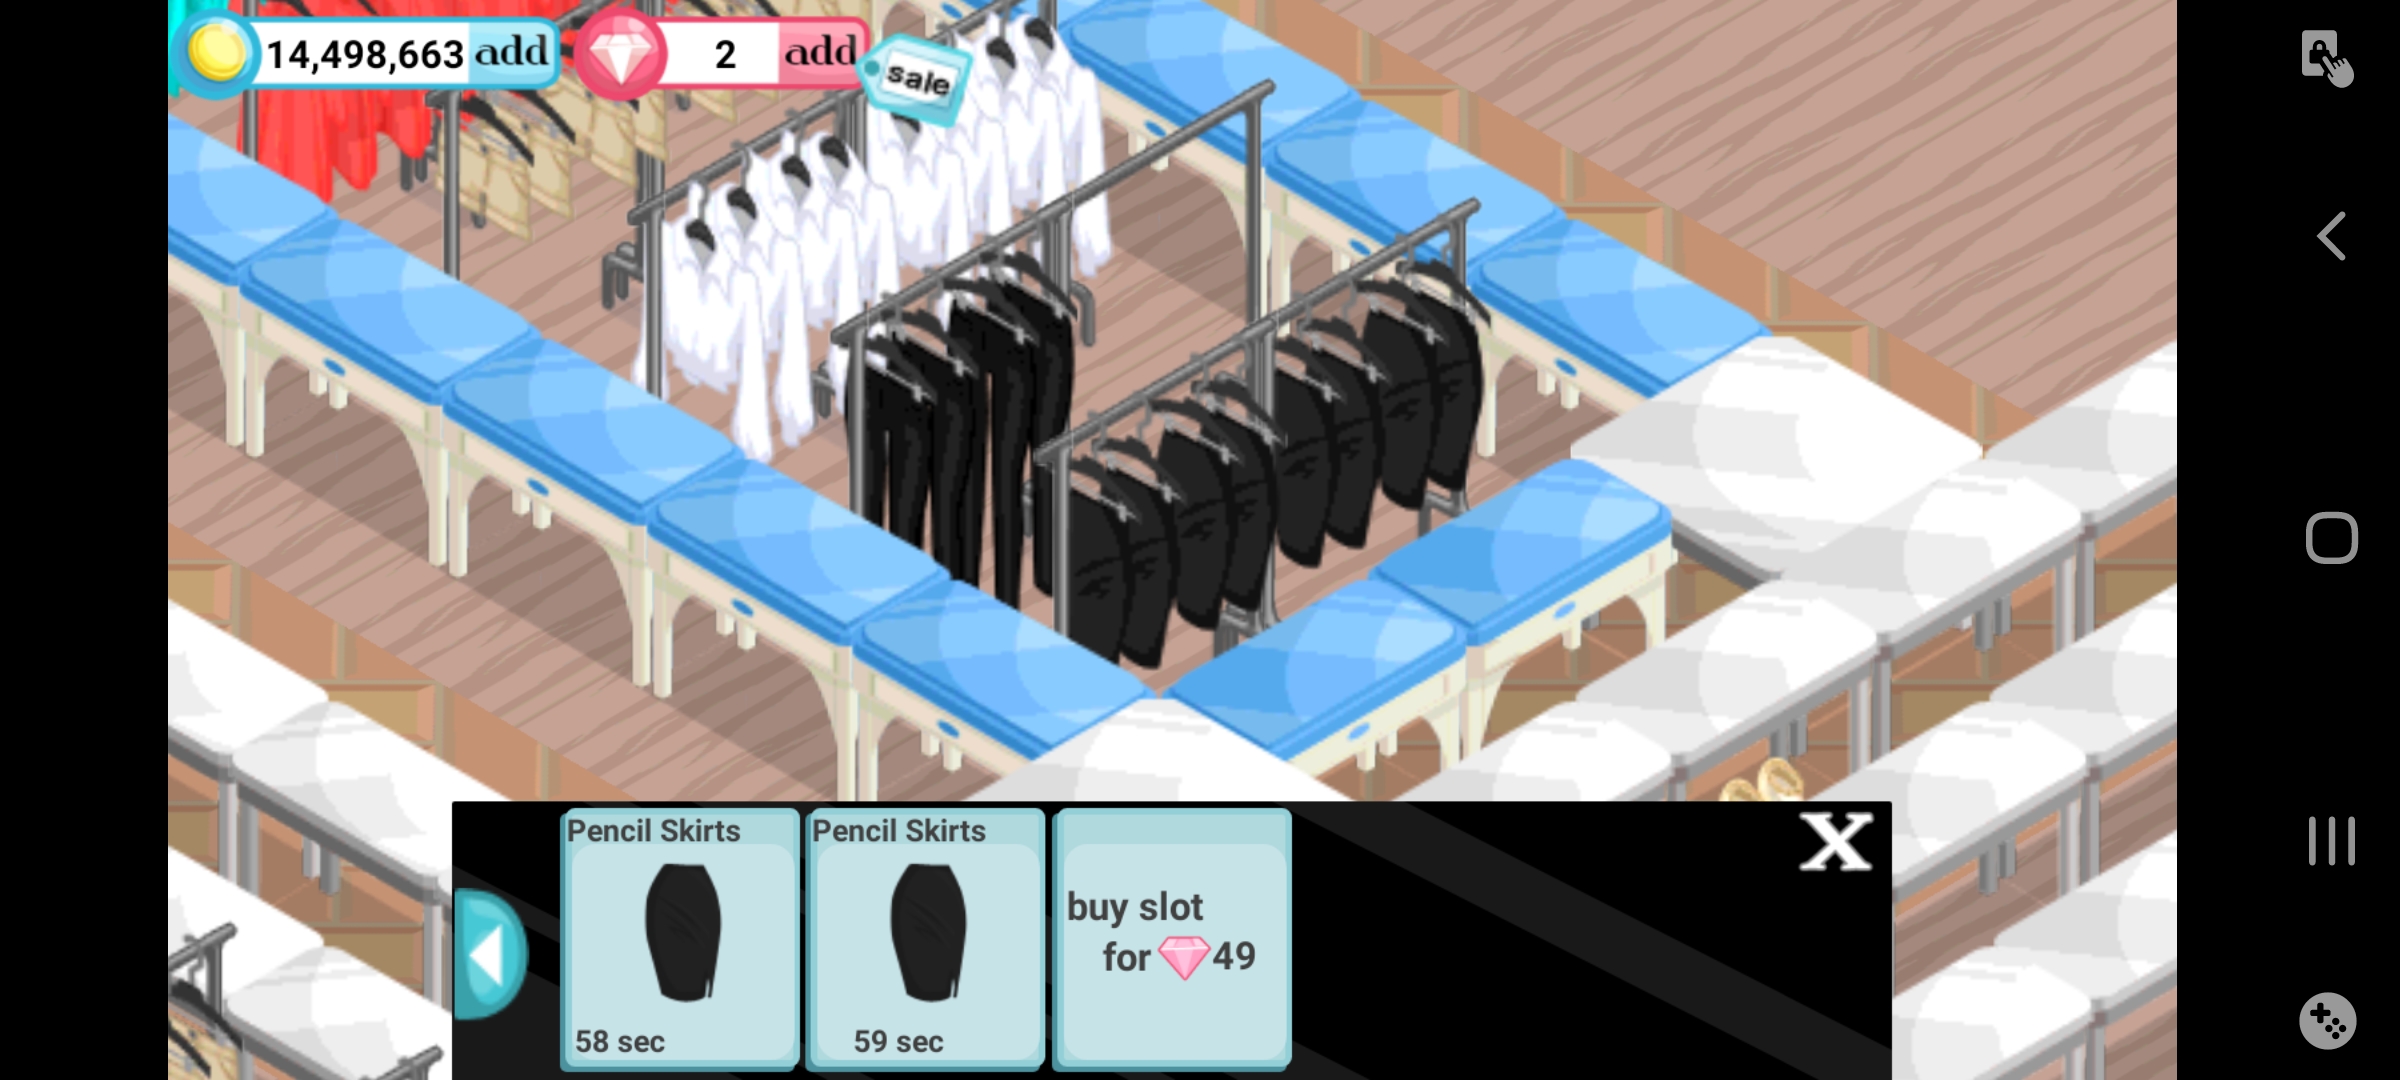 14,498,663 add
2 add
sale
Pencil Skirts
58 sec
Pencil Skirts
59 sec
buy slot
for 49
X